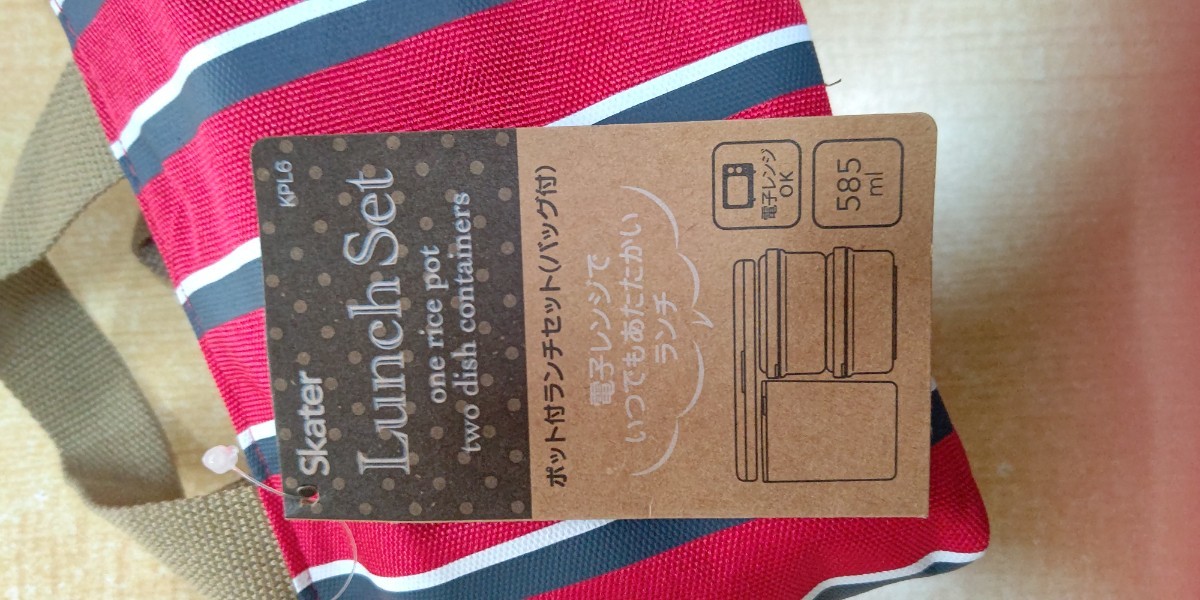 Skater
KPL6
Lunch Set
one rice pot
two dish containers
ポット付ランチセット(バッグ付)
電子レンジで
いつでもあたたかい
ランチ
電子レンジ
OK
585
ml